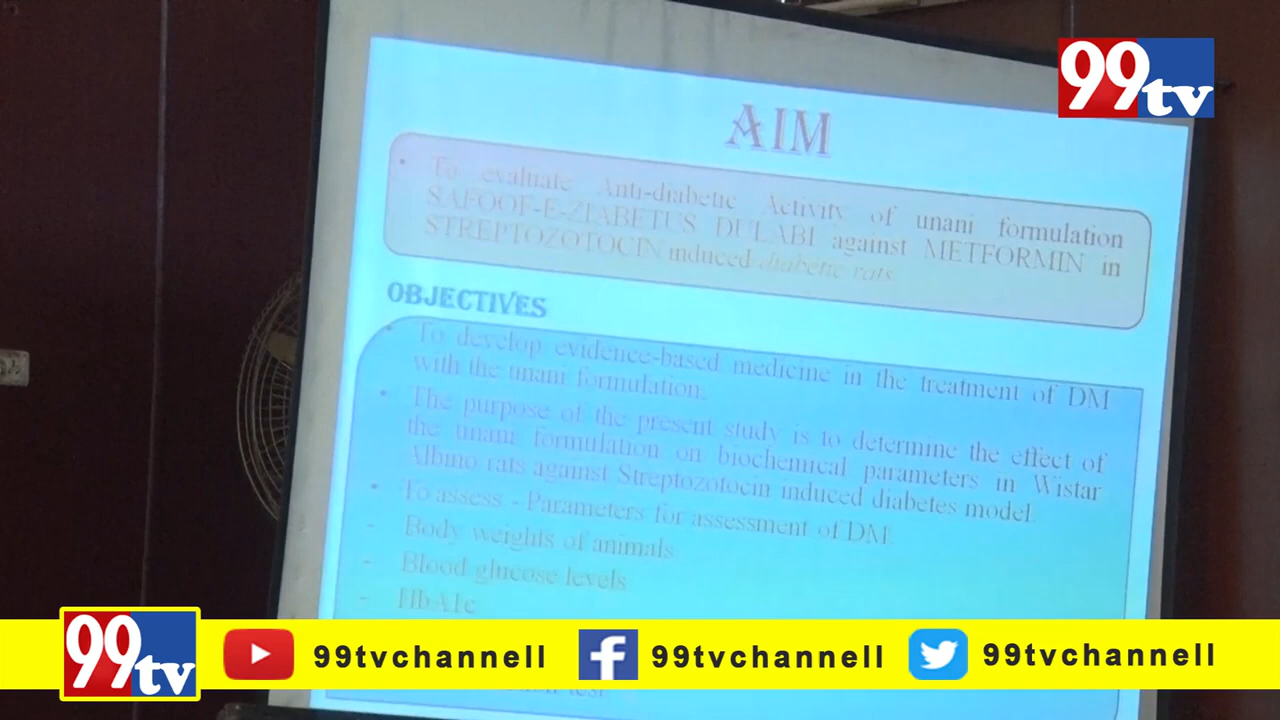 99tv
AIM
• To evaluate Anti-diabetic Activity of unani formulation
SAFOOF-E-ZIABETUS DULABI against METFORMIN in
STREPTOZOTOCIN induced diabetic rats
OBJECTIVES
• To develop evidence-based medicine in the treatment of DM
with the unani formulation.
• The purpose of the present study is to determine the effect of
the unani formulation on biochemical parameters in Wistar
Albino rats against Streptozotocin induced diabetes model.
• To assess - Parameters for assessment of DM.
- Body weights of animals
- Blood glucose levels
- HbA1c
99tv 99tvchannell 99tvchannell 99tvchannell
test